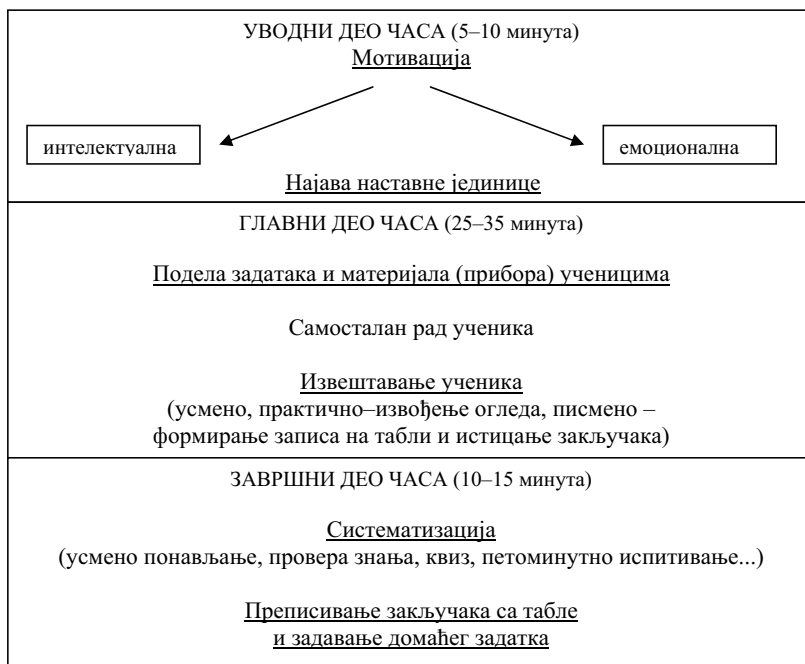 УВОДНИ ДЕО ЧАСА (5–10 минута)
Мотивација
интелектуална
емоционална
Најава наставне јединице
ГЛАВНИ ДЕО ЧАСА (25–35 минута)
Подела задатака и материјала (прибора) ученицима
Самосталан рад ученика
Извештавање ученика
(усмено, практично–извођење огледа, писмено –
формирање записа на табли и истицање закључака)
ЗАВРШНИ ДЕО ЧАСА (10–15 минута)
Систематизација
(усмено понављање, провера знања, квиз, петоминутно испитивање...)
Преписивање закључака са табле
и задавање домаћег задатка